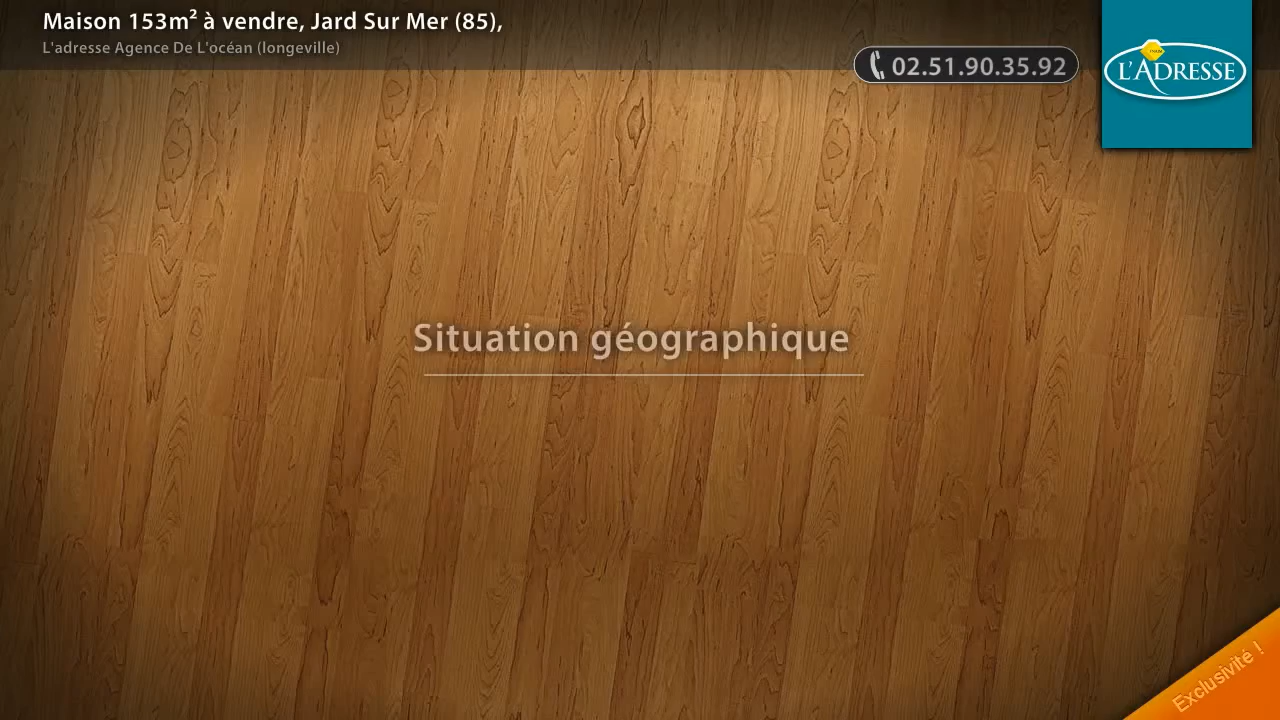 Maison 153m² à vendre, Jard Sur Mer (85),
L'adresse Agence De L'océan (longeville)
02.51.90.35.92
L'ADRESSE
Situation géographique
Exclusivité !